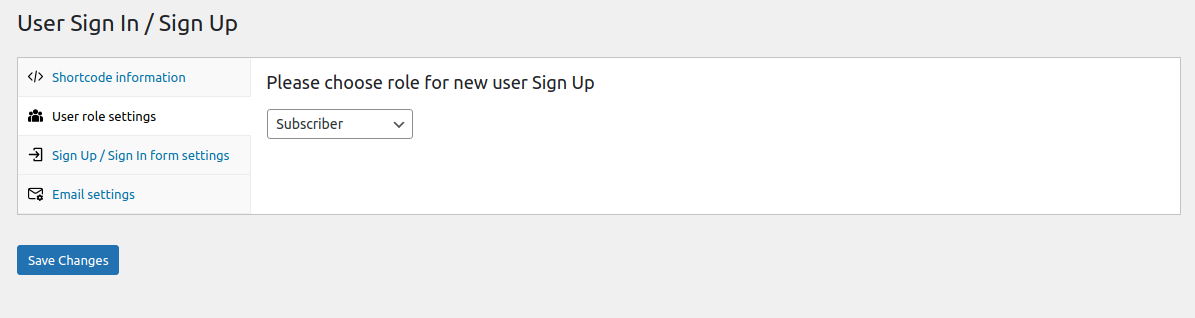 User Sign In / Sign Up
Shortcode information
User role settings
Sign Up / Sign In form settings
Email settings
Please choose role for new user Sign Up
Subscriber
Save Changes